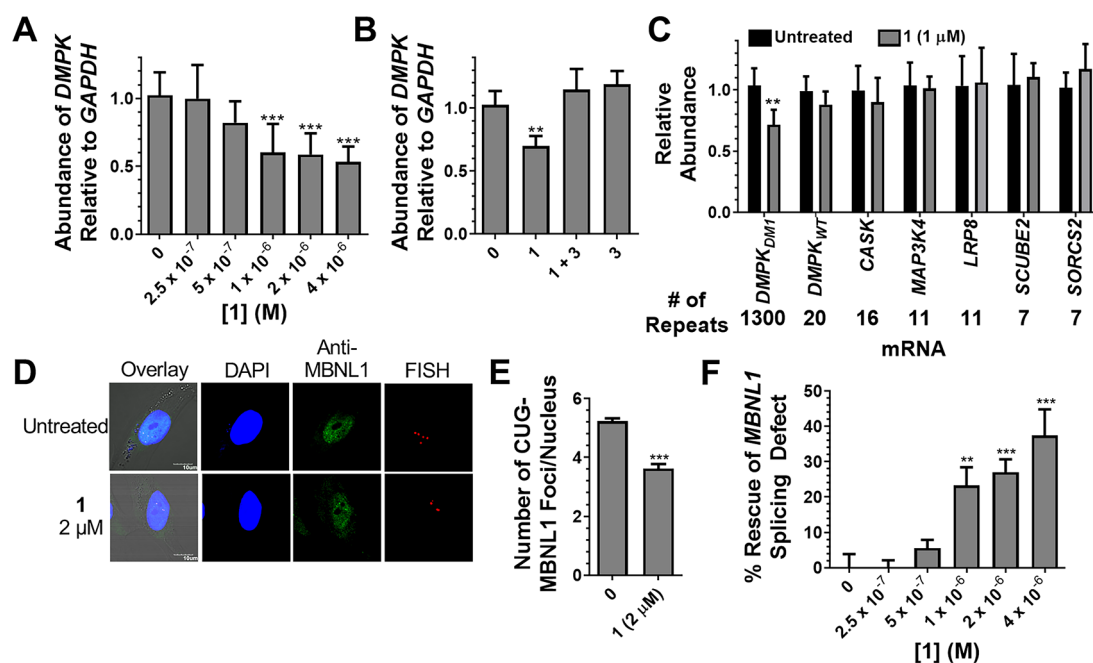 A
Abundance of DMPK
Relative to GAPDH
1.0
0.5
0.0
***
***
***
0
2.5 x 10⁻⁷
5 x 10⁻⁷
1 x 10⁻⁶
2 x 10⁻⁶
4 x 10⁻⁶
[1] (M)
B
Abundance of DMPK
Relative to GAPDH
1.0
0.5
0.0
**
0
1
1 + 3
3
C
Untreated
1 (1 µM)
Relative
Abundance
1.0
0.5
0.0
**
DMPK_DM1
DMPK_WT
CASK
MAP3K4
LRP8
SCUBE2
SORCS2
# of
Repeats
1300
20
16
11
11
7
7
mRNA
D
Overlay
DAPI
Anti-
MBNL1
FISH
Untreated
10um
1
2 µM
10um
E
Number of CUG-
MBNL1 Foci/Nucleus
6
4
2
0
***
0
1 (2 µM)
F
% Rescue of MBNL1
Splicing Defect
50
40
30
20
10
0
**
***
***
0
2.5 x 10⁻⁷
5 x 10⁻⁷
1 x 10⁻⁶
2 x 10⁻⁶
4 x 10⁻⁶
[1] (M)